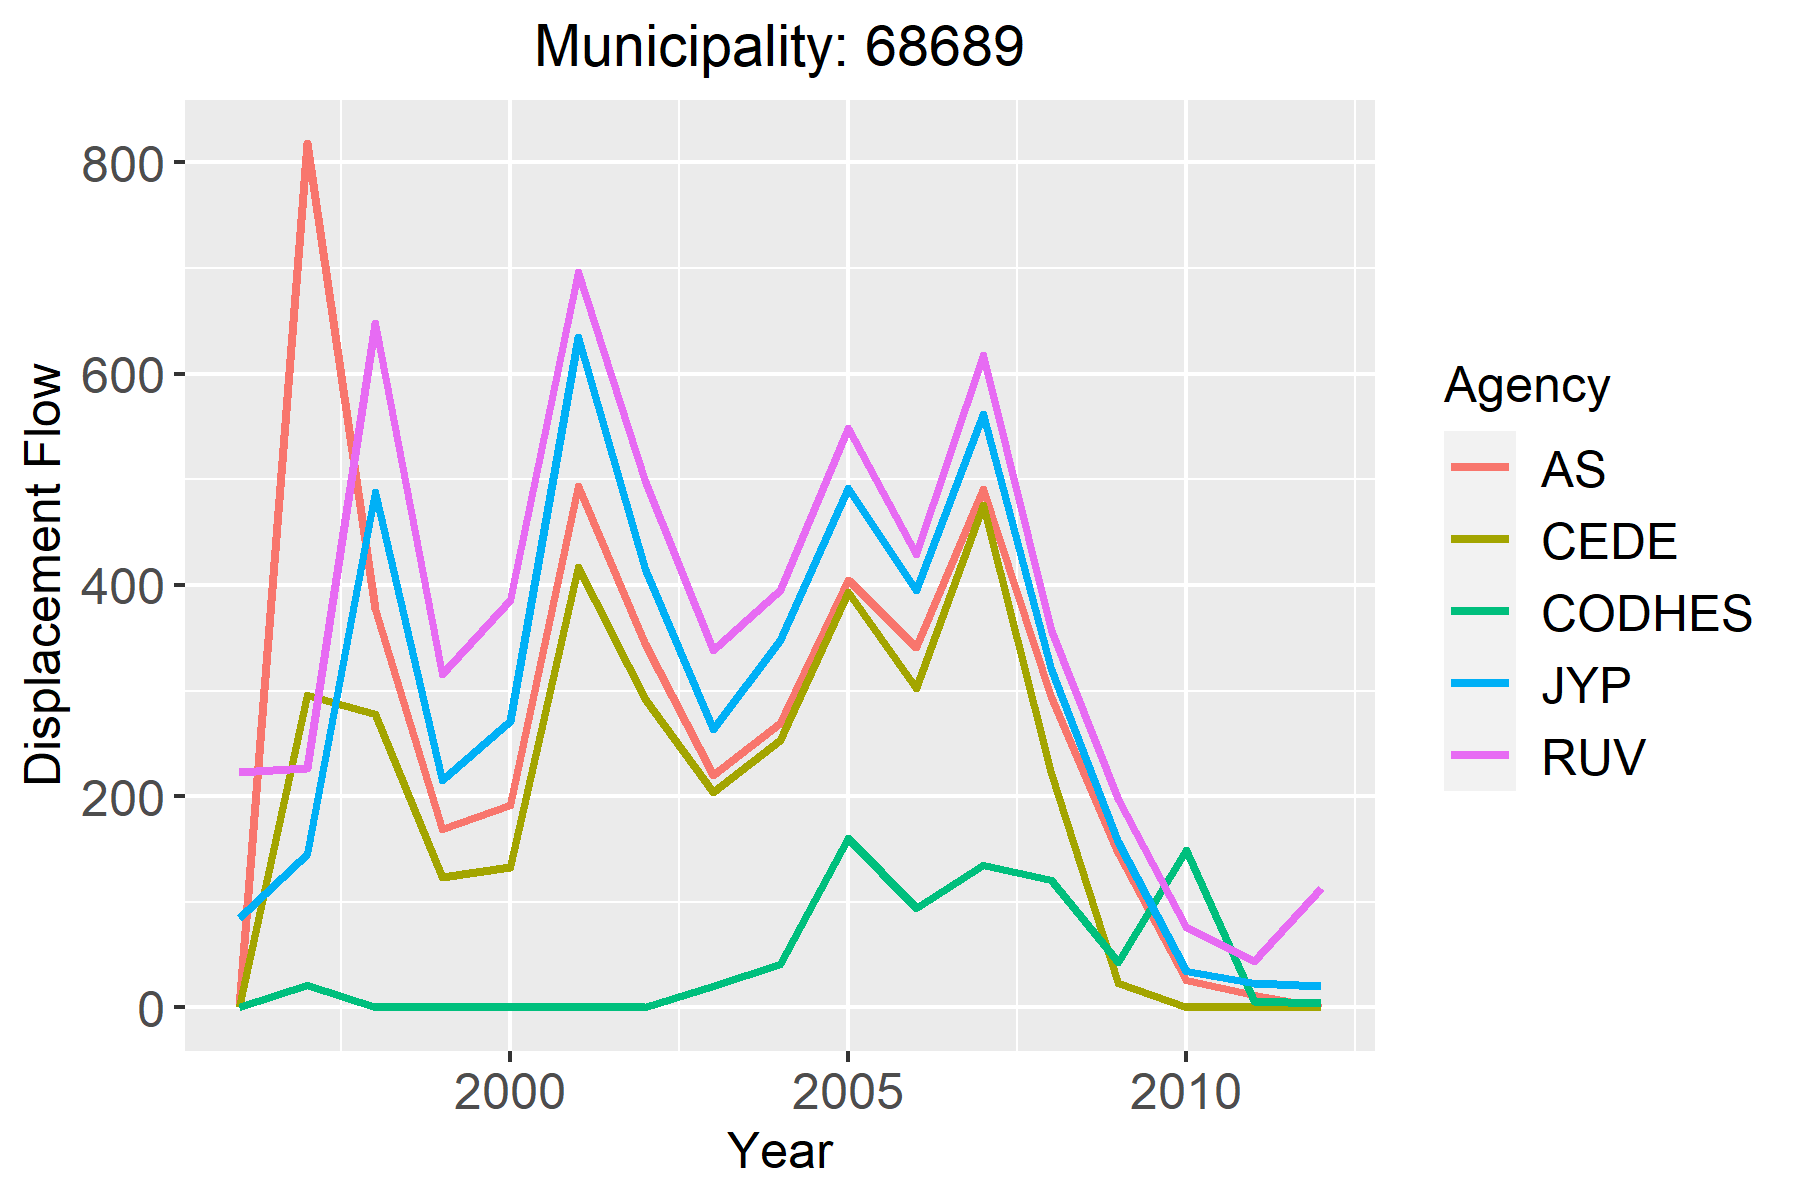 Municipality: 68689
Displacement Flow
800
600
400
200
0
2000 2005 2010
Year
Agency
AS
CEDE
CODHES
JYP
RUV